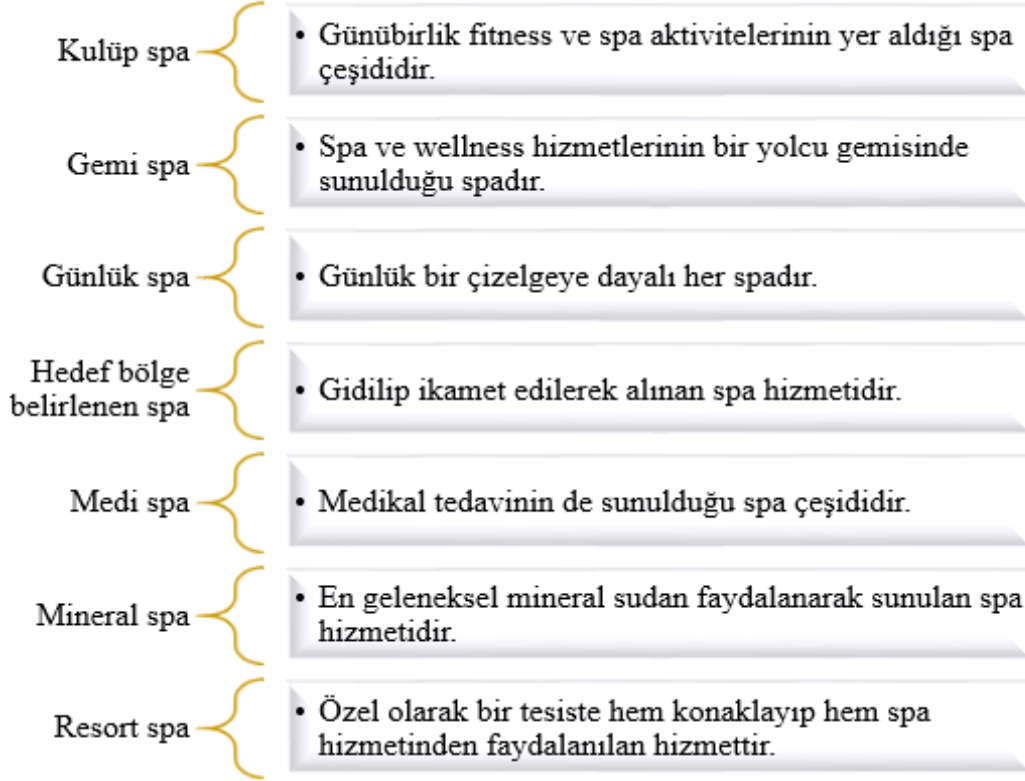 Kulüp spa
• Günübirlik fitness ve spa aktivitelerinin yer aldığı spa
çeşididir.
Gemi spa
• Spa ve wellness hizmetlerinin bir yolcu gemisinde
sunulduğu spadır.
Günlük spa
• Günlük bir çizelgeye dayalı her spadır.
Hedef bölge
belirlenen spa
• Gidilip ikamet edilerek alınan spa hizmetidir.
Medi spa
• Medikal tedavinin de sunulduğu spa çeşididir.
Mineral spa
• En geleneksel mineral sudan faydalanarak sunulan spa
hizmetidir.
Resort spa
• Özel olarak bir tesiste hem konaklayıp hem spa
hizmetinden faydalanılan hizmettir.